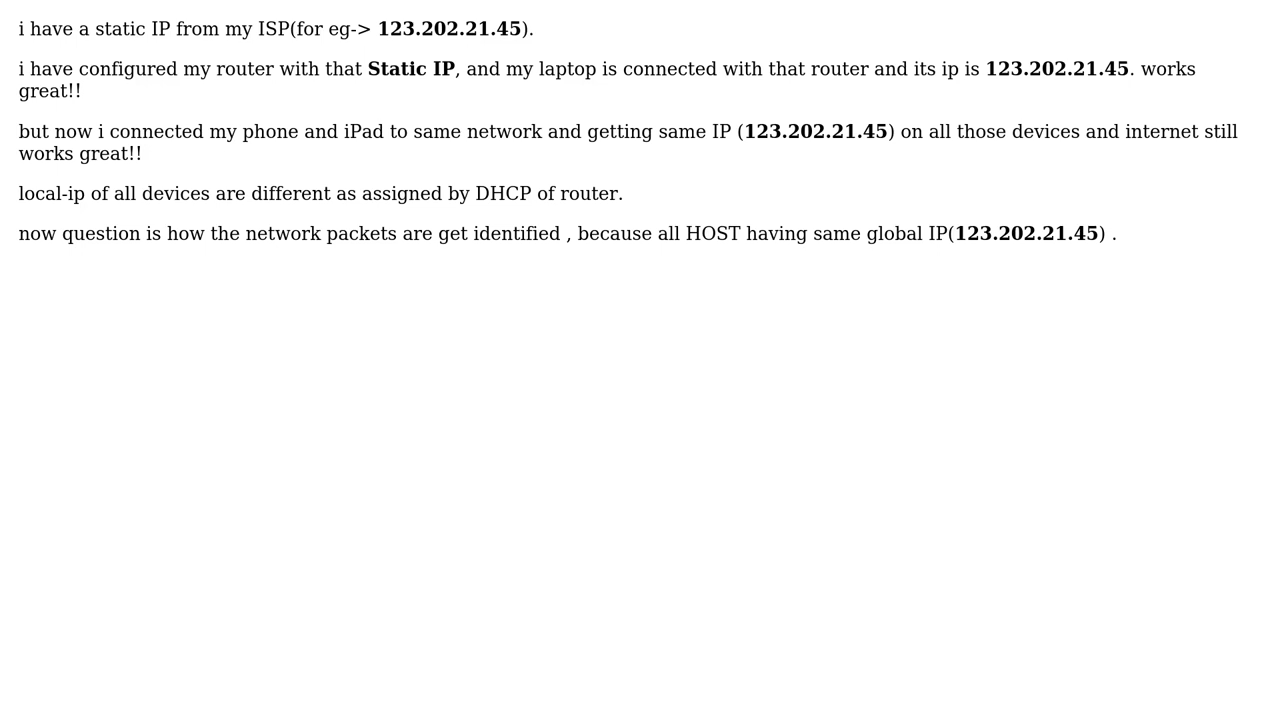 i have a static IP from my ISP(for eg-> 123.202.21.45).
i have configured my router with that Static IP, and my laptop is connected with that router and its ip is 123.202.21.45. works
great!!
but now i connected my phone and iPad to same network and getting same IP (123.202.21.45) on all those devices and internet still
works great!!
local-ip of all devices are different as assigned by DHCP of router.
now question is how the network packets are get identified , because all HOST having same global IP(123.202.21.45) .